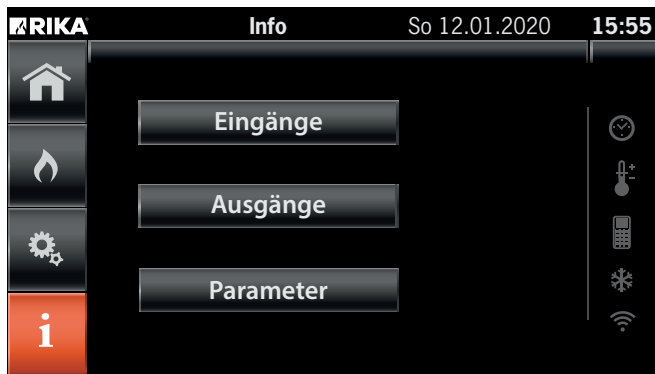 RIKA Info So 12.01.2020 15:55
Eingänge
Ausgänge
Parameter
i